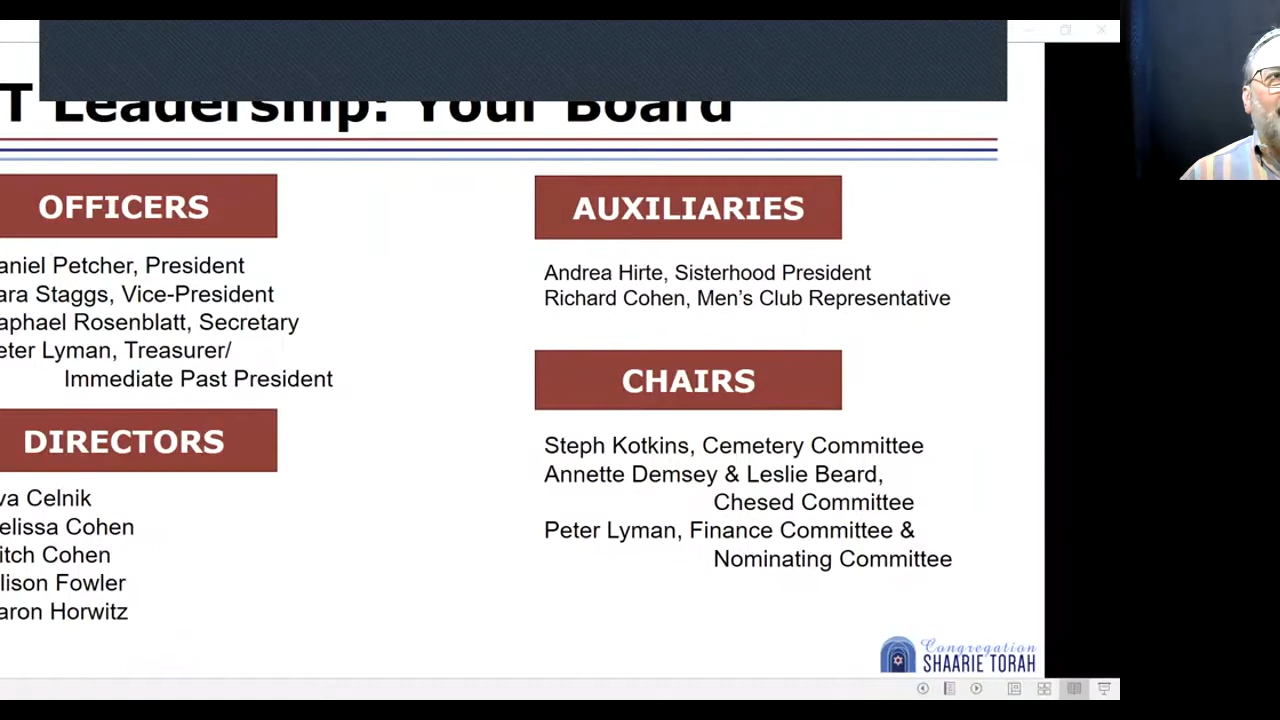 T Leadership: Your Board
OFFICERS
aniel Petcher, President
ara Staggs, Vice-President
aphael Rosenblatt, Secretary
eter Lyman, Treasurer/
Immediate Past President
DIRECTORS
va Celnik
elissa Cohen
itch Cohen
lison Fowler
aron Horwitz
AUXILIARIES
Andrea Hirte, Sisterhood President
Richard Cohen, Men’s Club Representative
CHAIRS
Steph Kotkins, Cemetery Committee
Annette Demsey & Leslie Beard,
Chesed Committee
Peter Lyman, Finance Committee &
Nominating Committee
Congregation
SHAARIE TORAH